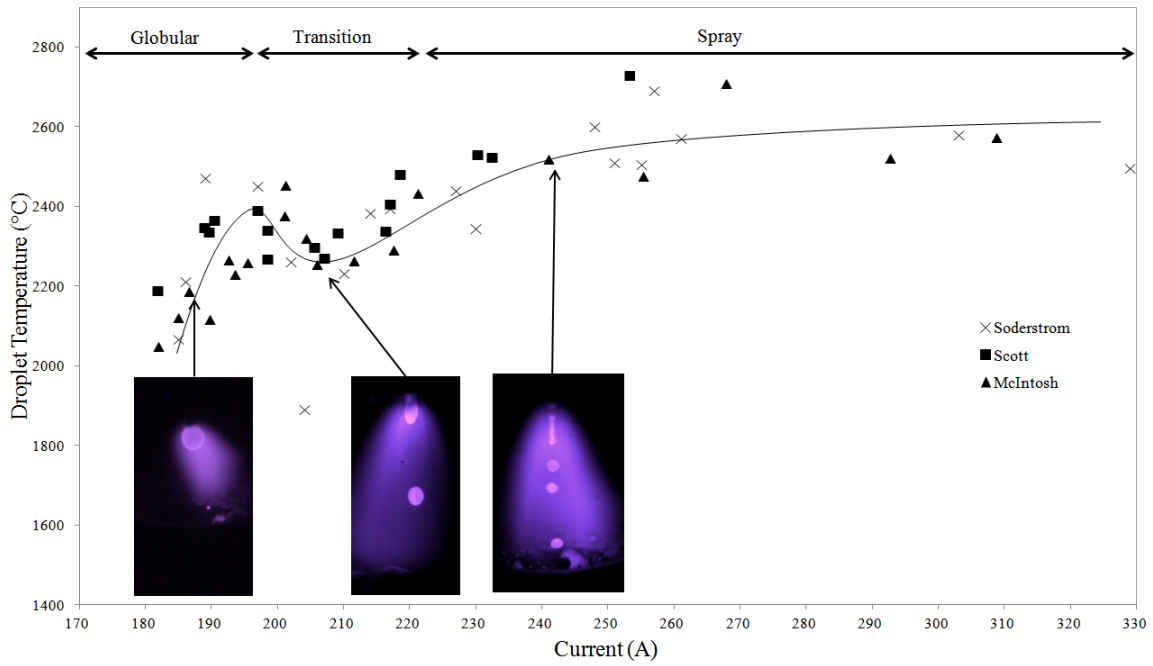 Globular
Transition
Spray
2800
2600
2400
2200
2000
1800
1600
1400
Droplet Temperature (°C)
Soderstrom
Scott
McIntosh
170 180 190 200 210 220 230 240 250 260 270 280 290 300 310 320 330
Current (A)